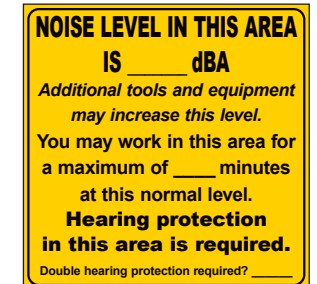 NOISE LEVEL IN THIS AREA
IS _____ dBA
Additional tools and equipment
may increase this level.
You may work in this area for
a maximum of ____ minutes
at this normal level.
Hearing protection
in this area is required.
Double hearing protection required? ______